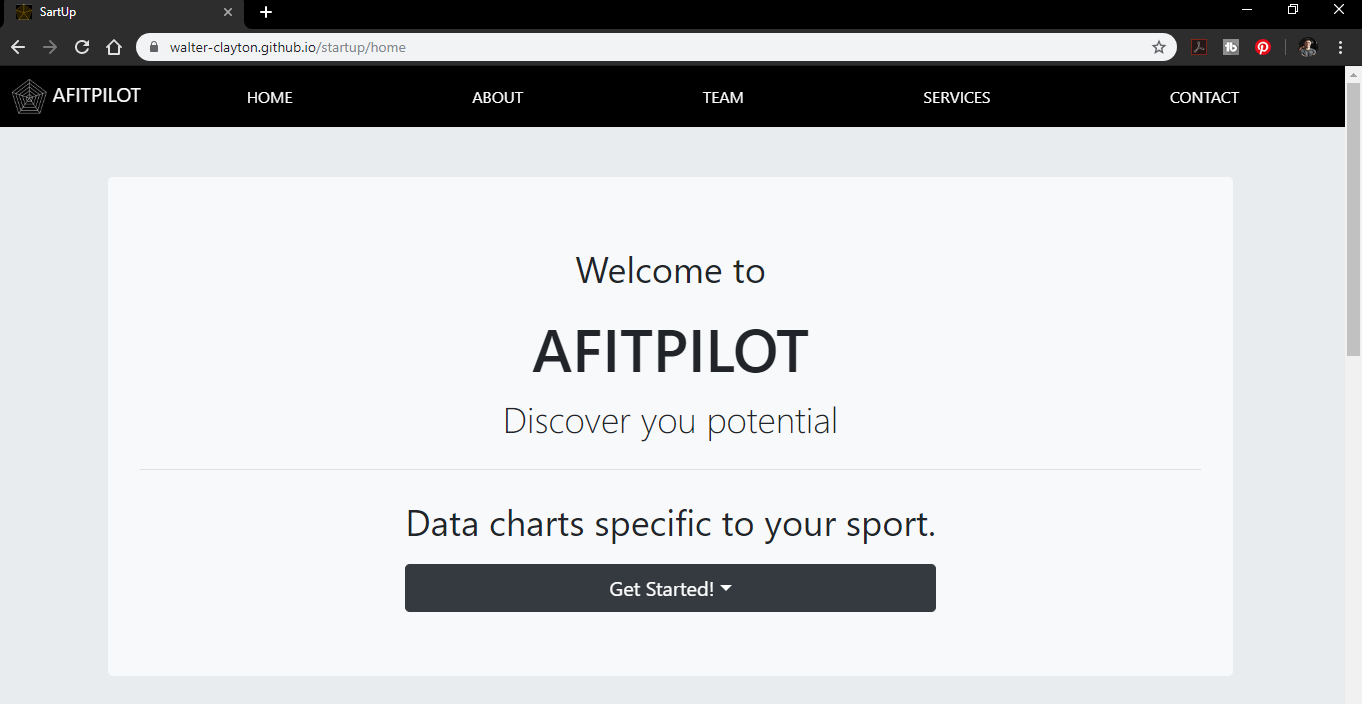 SartUp
walter-clayton.github.io/startup/home
AFITPILOT
HOME
ABOUT
TEAM
SERVICES
CONTACT
Welcome to
AFITPILOT
Discover you potential
Data charts specific to your sport.
Get Started!